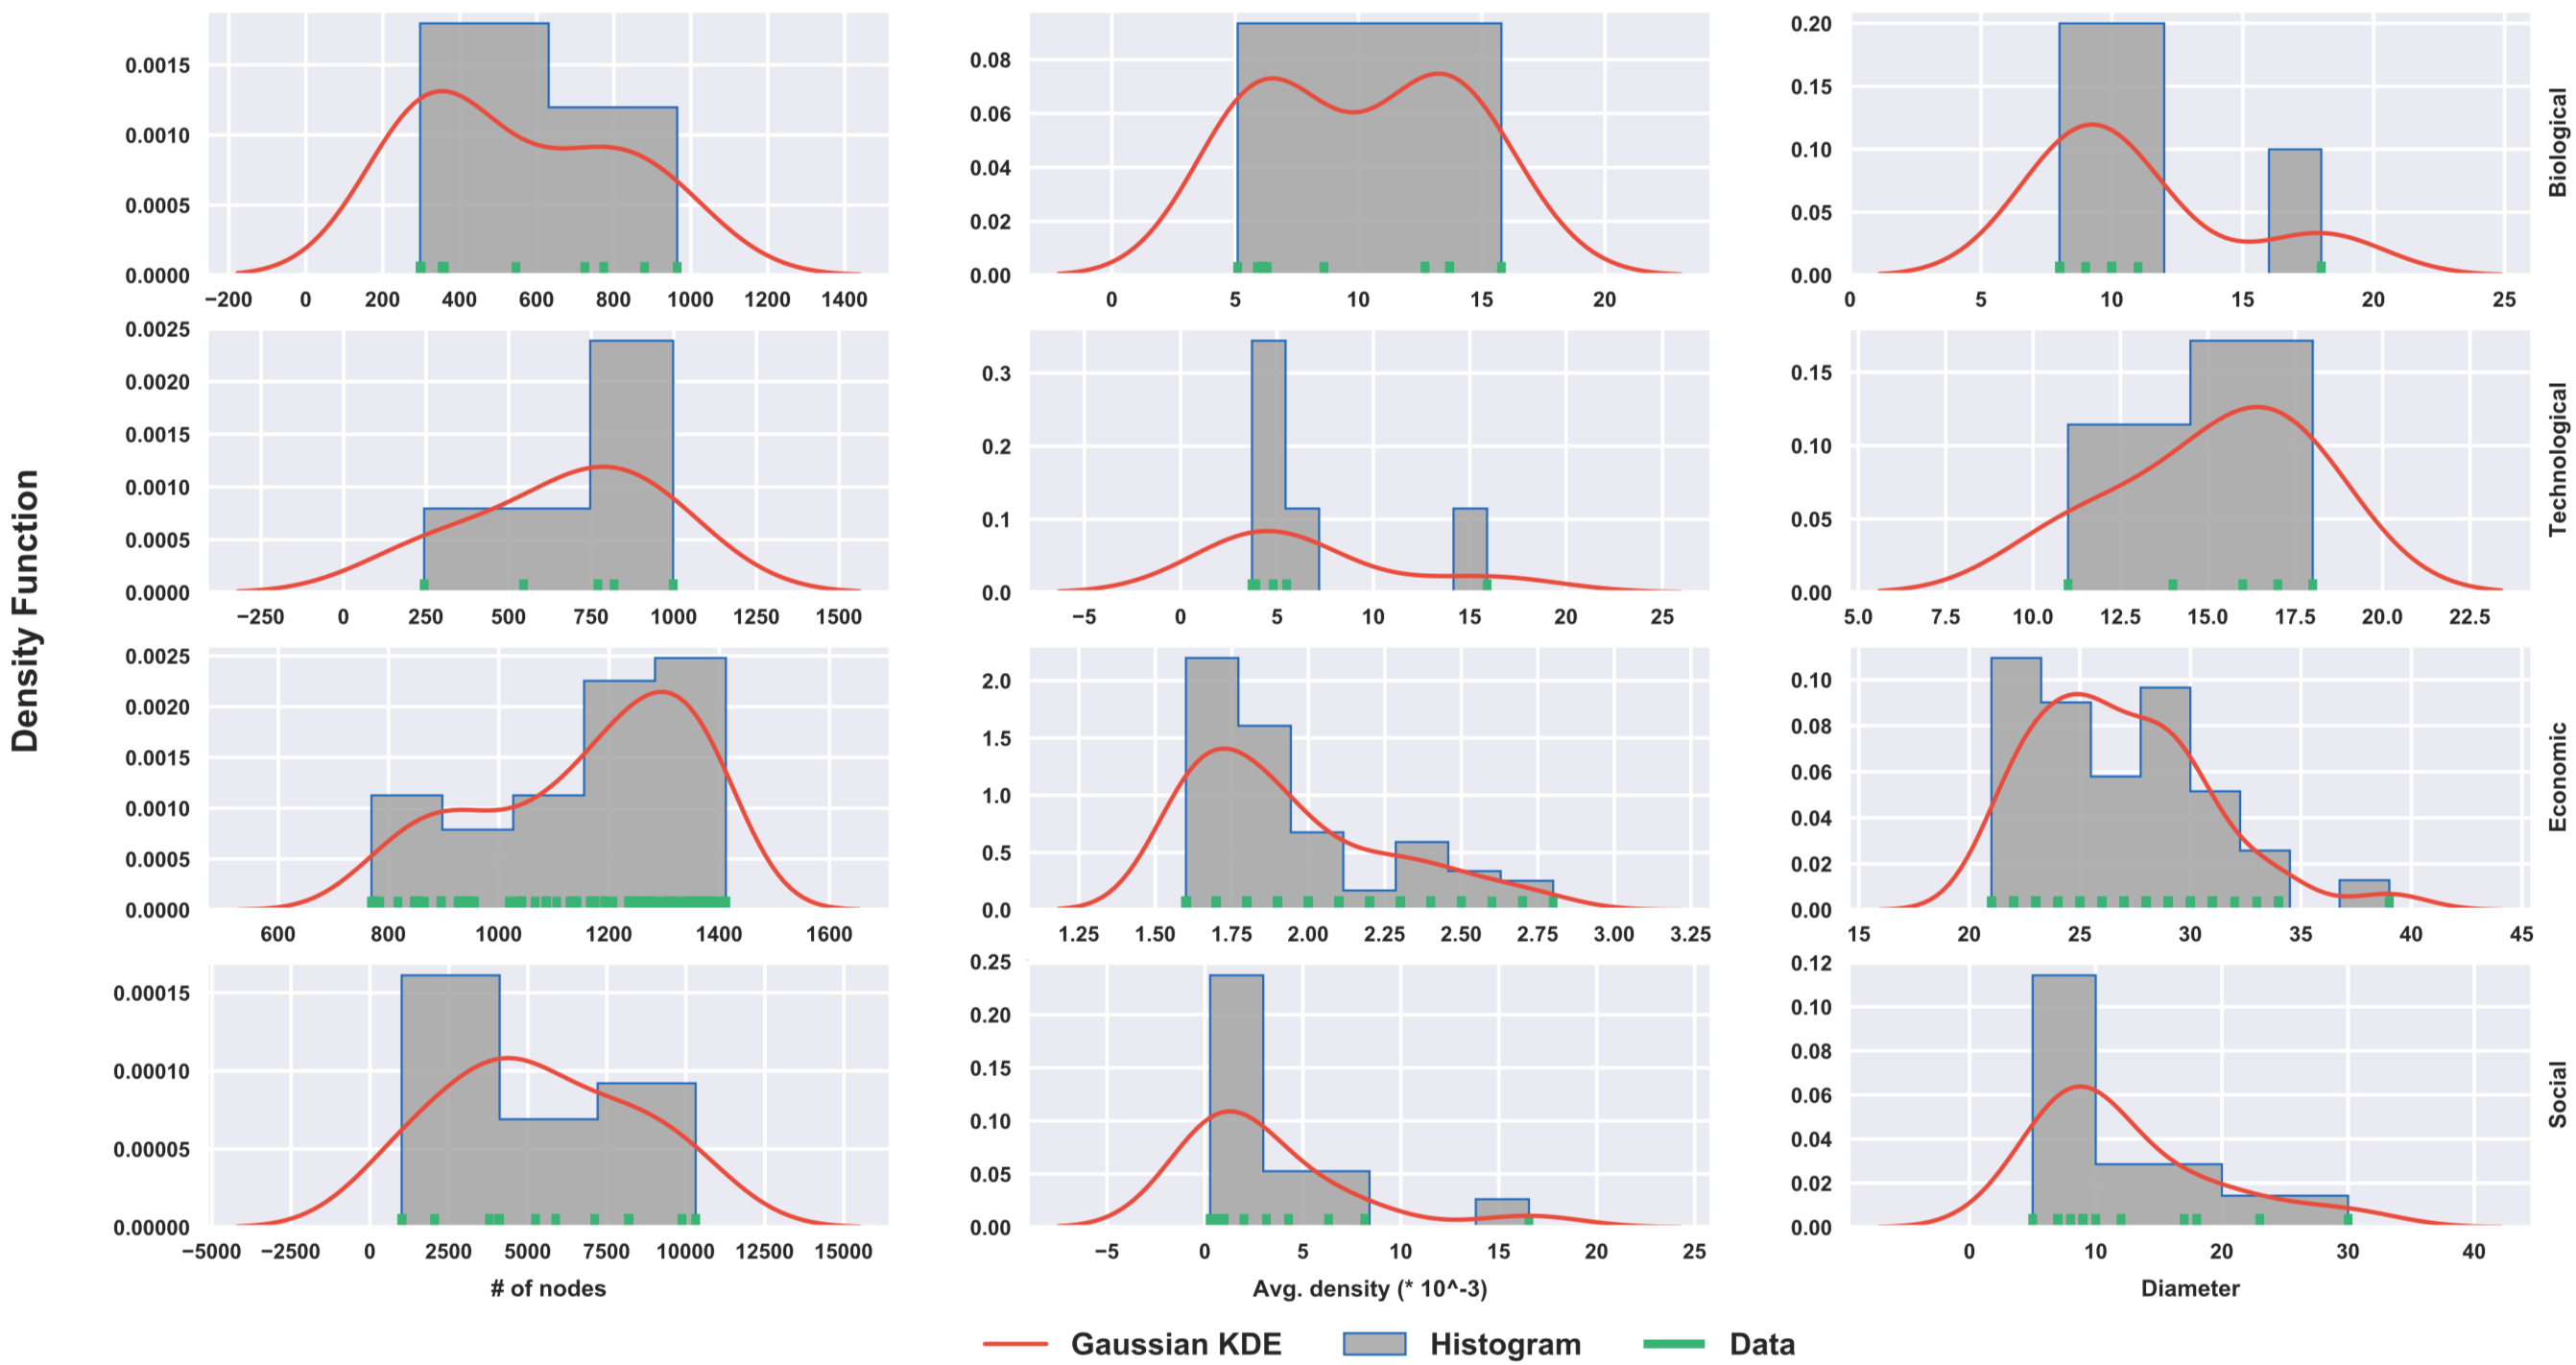 Density Function
0.0015 0.0010 0.0005 0.0000
−200 0 200 400 600 800 1000 1200 1400
0.08 0.06 0.04 0.02 0.00
0 5 10 15 20
0.20 0.15 0.10 0.05 0.00
0 5 10 15 20 25
Biological
0.0025 0.0020 0.0015 0.0010 0.0005 0.0000
−250 0 250 500 750 1000 1250 1500
0.3 0.2 0.1 0.0
−5 0 5 10 15 20 25
0.15 0.10 0.05 0.00
5.0 7.5 10.0 12.5 15.0 17.5 20.0 22.5
Technological
0.0025 0.0020 0.0015 0.0010 0.0005 0.0000
600 800 1000 1200 1400 1600
2.0 1.5 1.0 0.5 0.0
1.25 1.50 1.75 2.00 2.25 2.50 2.75 3.00 3.25
0.10 0.08 0.06 0.04 0.02 0.00
15 20 25 30 35 40 45
Economic
0.00015 0.00010 0.00005 0.00000
−5000 −2500 0 2500 5000 7500 10000 12500 15000
# of nodes
0.25 0.20 0.15 0.10 0.05 0.00
−5 0 5 10 15 20 25
Avg. density (* 10^-3)
0.12 0.10 0.08 0.06 0.04 0.02 0.00
0 10 20 30 40
Diameter
Social
Gaussian KDE Histogram Data